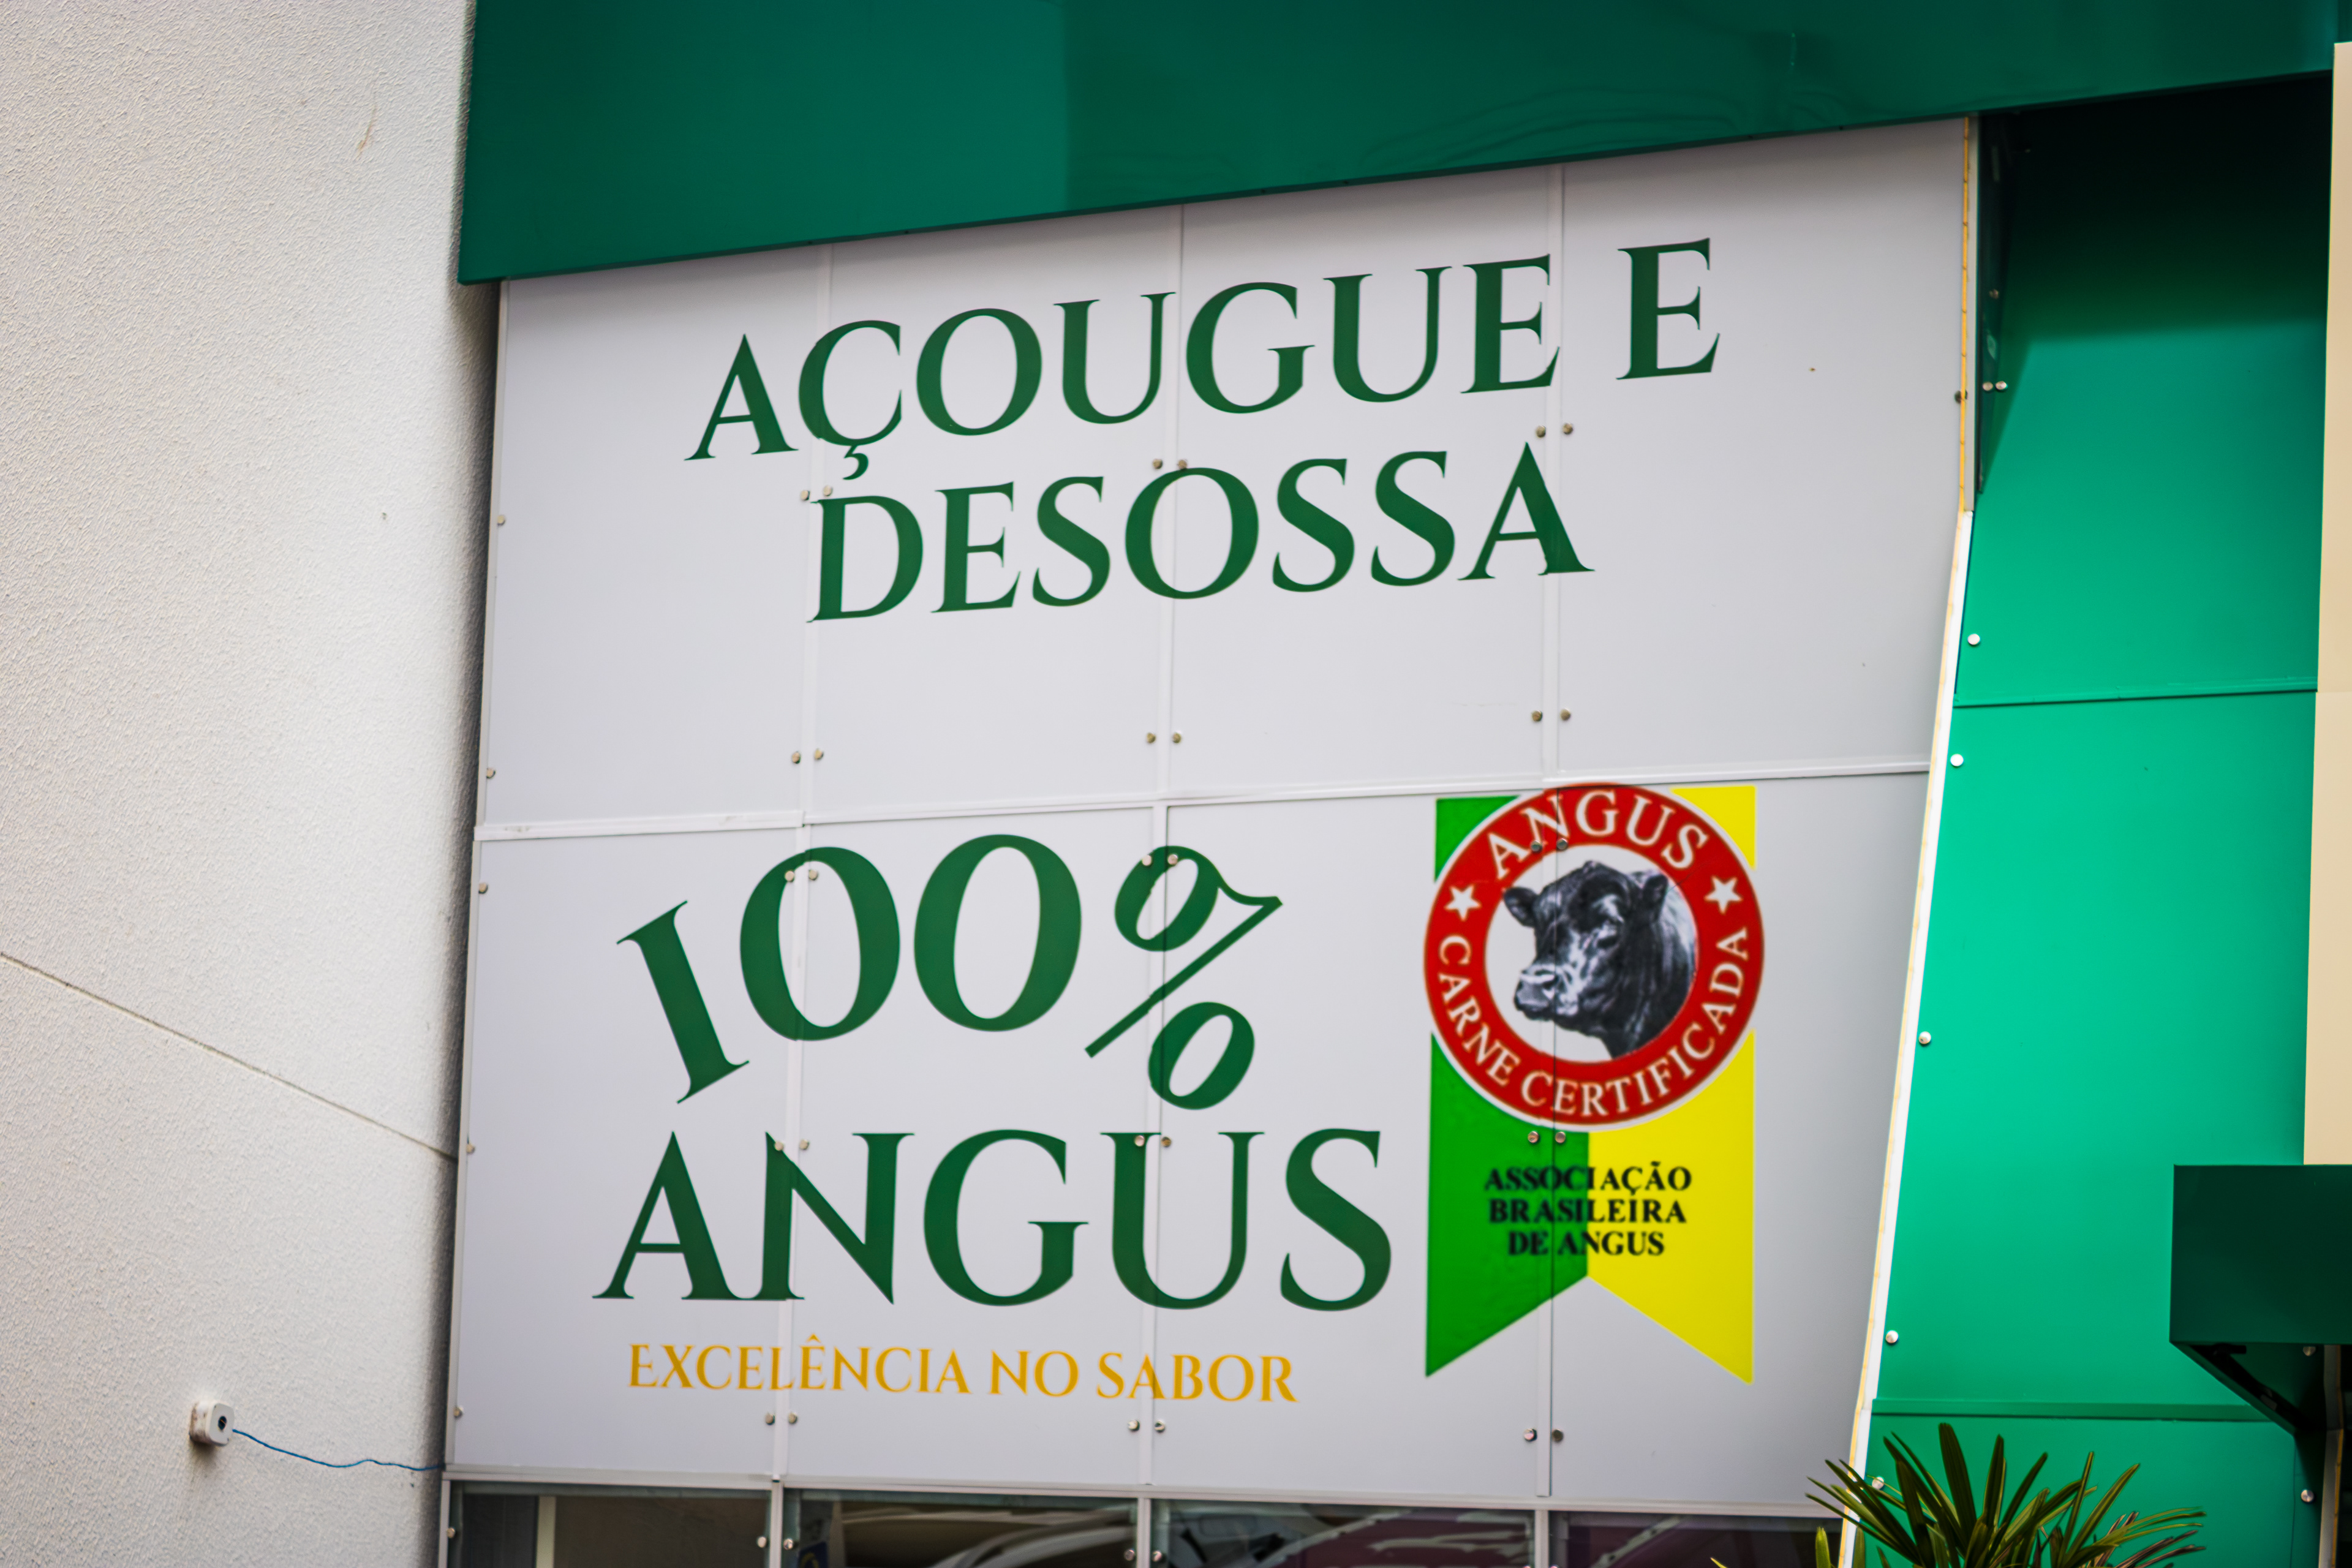 AÇOUGUE E
DESOSSA
100%
ANGUS
EXCELÊNCIA NO SABOR
ANGUS
CARNE CERTIFICADA
ASSOCIAÇÃO
BRASILEIRA
DE ANGUS